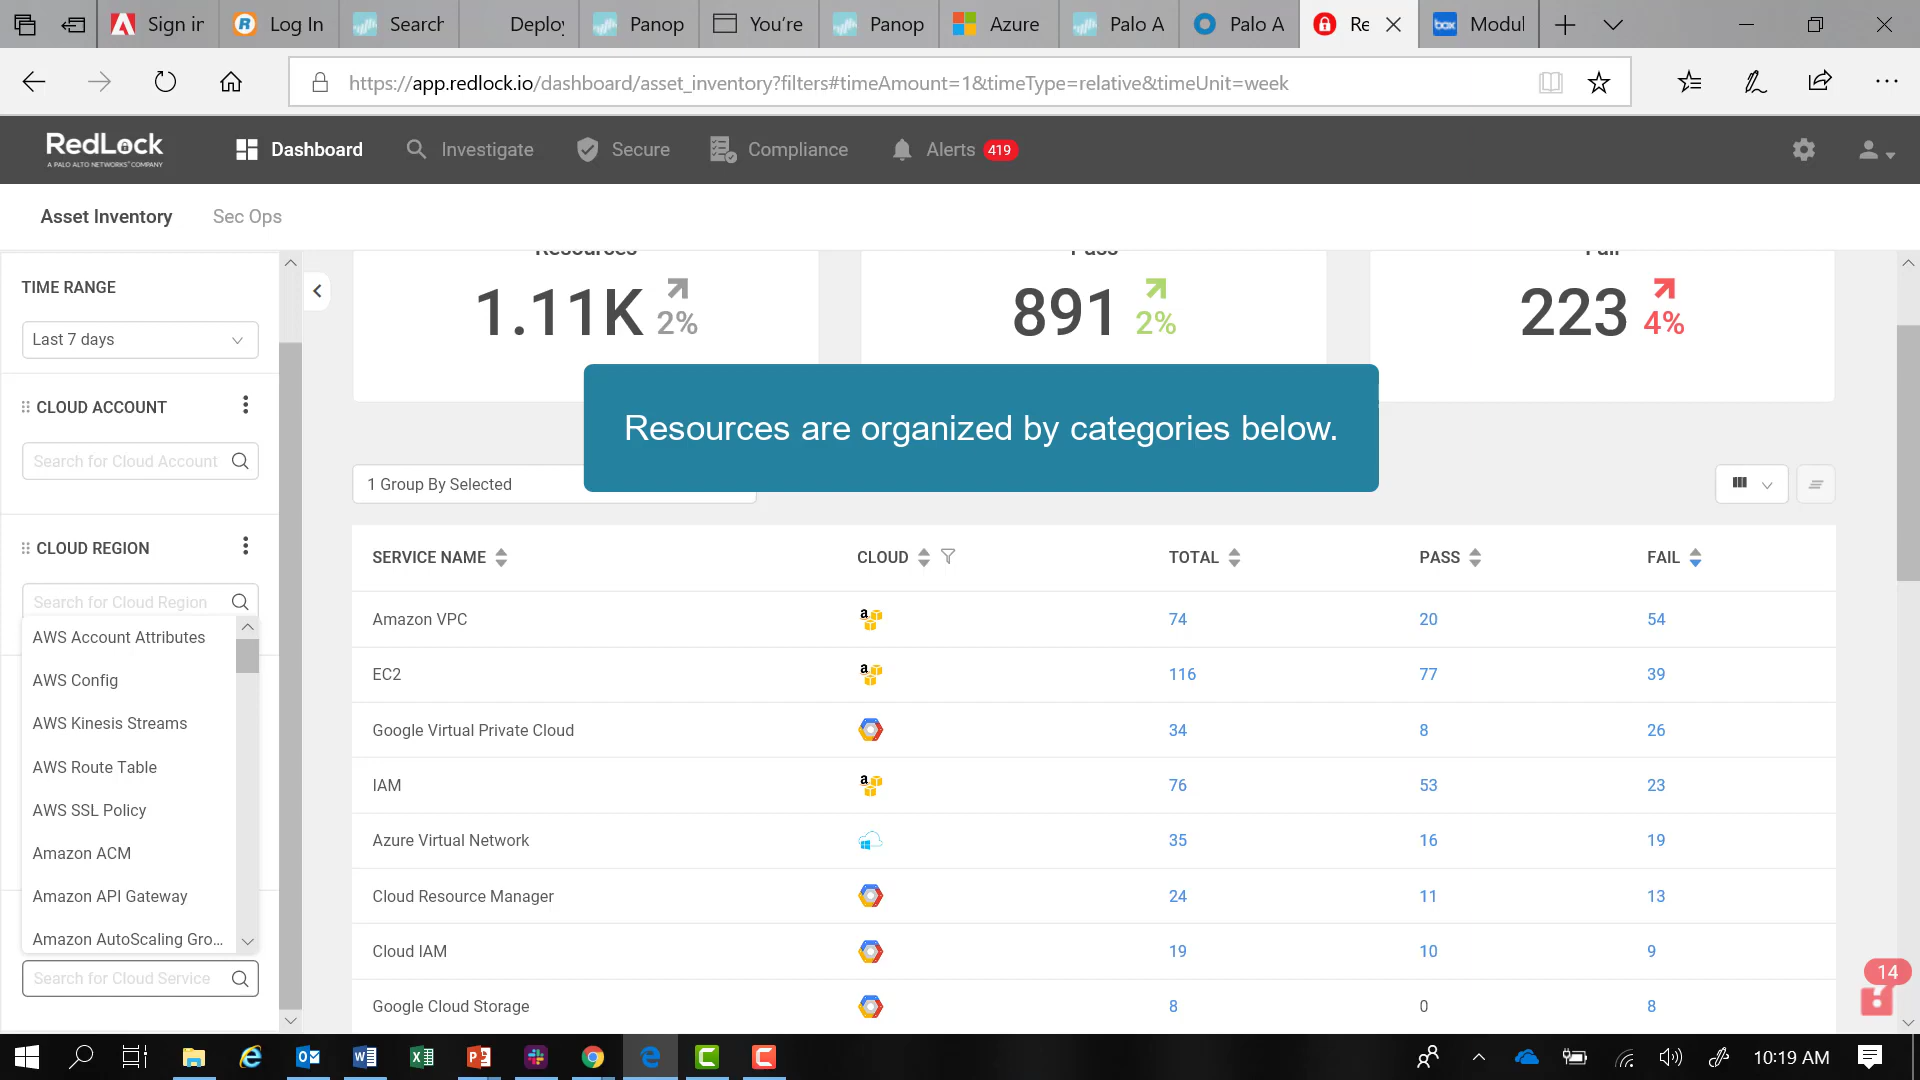 Sign in
Log In
Search
Deploy
Panop
You're
Panop
Azure
Palo A
Palo A
Re
box
Modul
https://app.redlock.io/dashboard/asset_inventory?filters#timeAmount=1&timeType=relative&timeUnit=week
RedLock
A PALO ALTO NETWORKS COMPANY
Dashboard
Investigate
Secure
Compliance
Alerts 419
Asset Inventory
Sec Ops
Resources
Pass
Fail
TIME RANGE
1.11K 2%
891 2%
223 4%
Last 7 days
CLOUD ACCOUNT
Resources are organized by categories below.
Search for Cloud Account
1 Group By Selected
CLOUD REGION
SERVICE NAME CLOUD TOTAL PASS FAIL
Search for Cloud Region
Amazon VPC 74 20 54
AWS Account Attributes
EC2 116 77 39
AWS Config
AWS Kinesis Streams
Google Virtual Private Cloud 34 8 26
AWS Route Table
IAM 76 53 23
AWS SSL Policy
Azure Virtual Network 35 16 19
Amazon ACM
Amazon API Gateway
Cloud Resource Manager 24 11 13
Amazon AutoScaling Gro...
Cloud IAM 19 10 9
Search for Cloud Service
14
Google Cloud Storage 8 0 8
10:19 AM